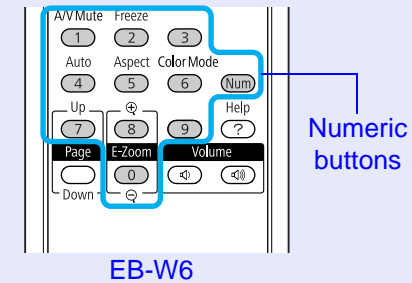 A/V Mute Freeze
1 2 3
Auto Aspect Color Mode
4 5 6 Num
Up Help
7 8 9 ?
Page E-Zoom Volume
0
Down
Numeric
buttons
EB-W6